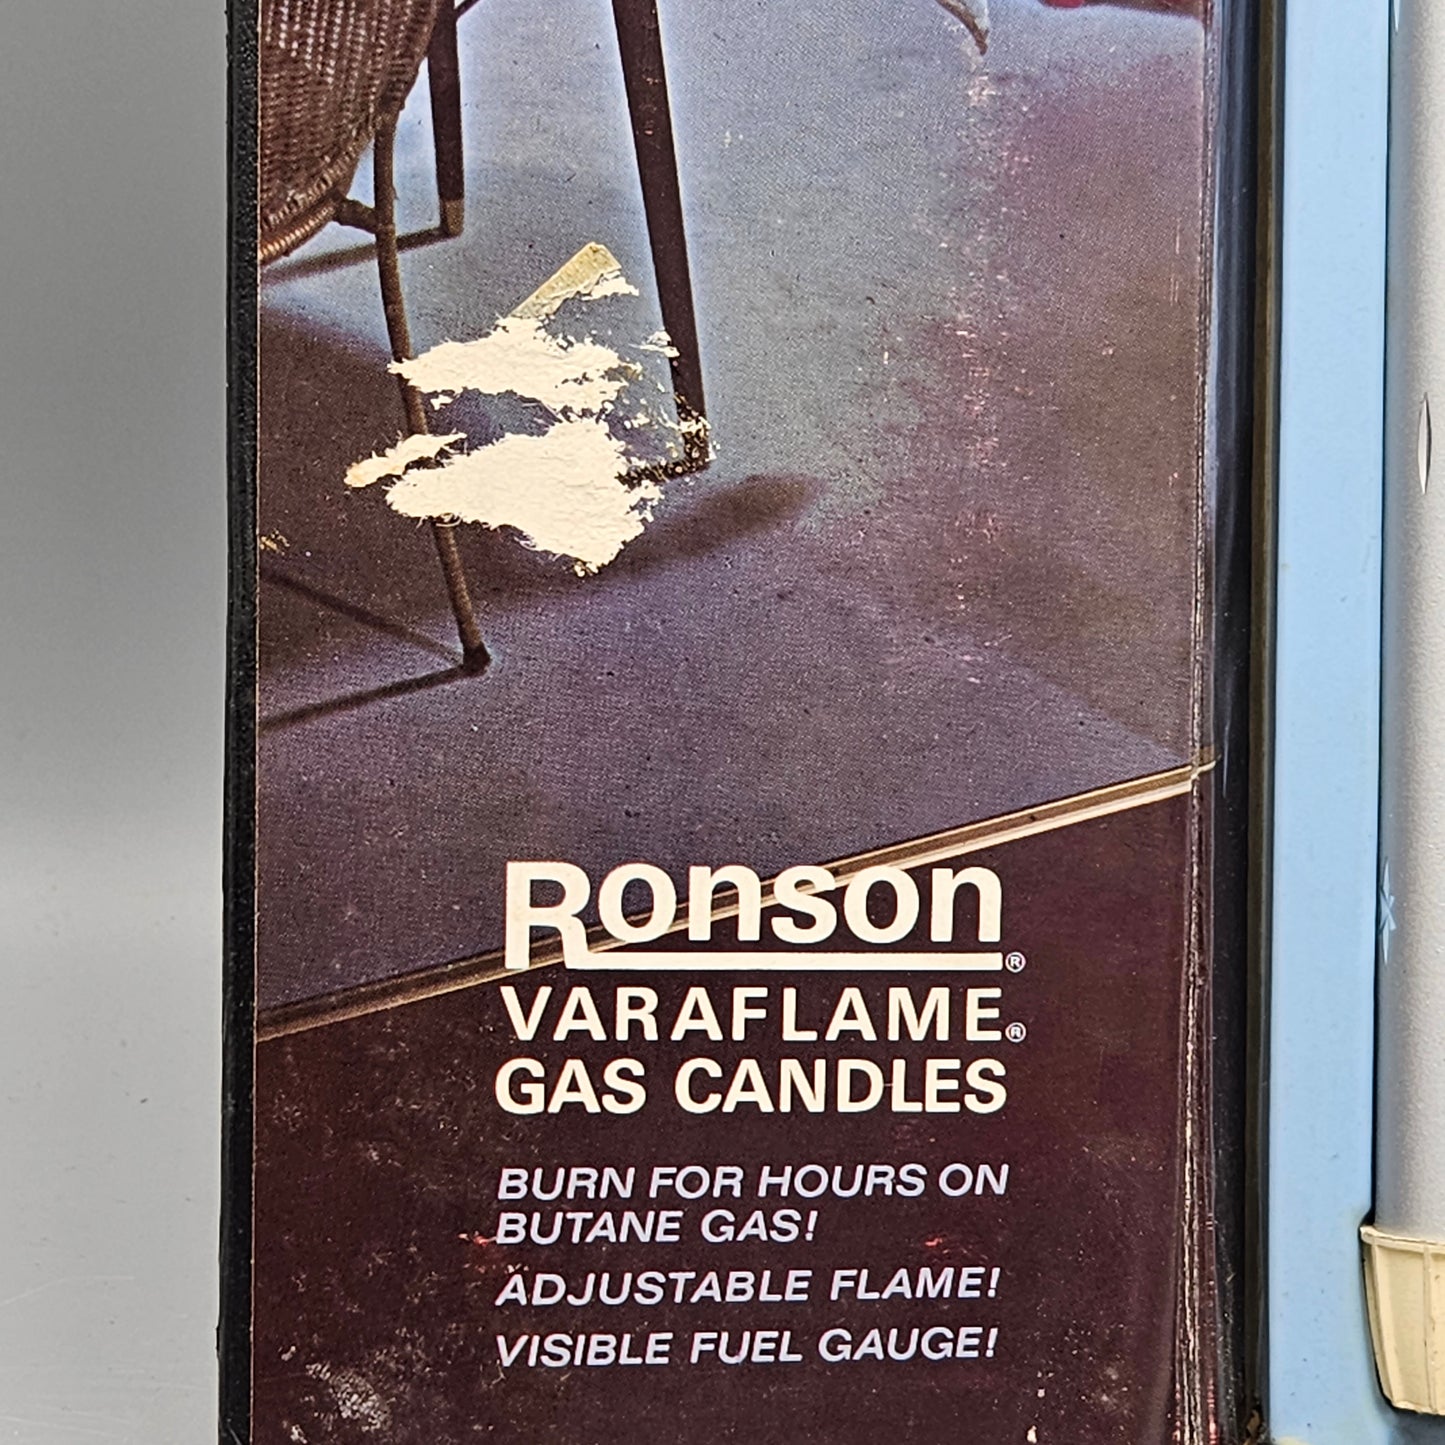 Ronson®
VARAFLAME®
GAS CANDLES
BURN FOR HOURS ON
BUTANE GAS!
ADJUSTABLE FLAME!
VISIBLE FUEL GAUGE!